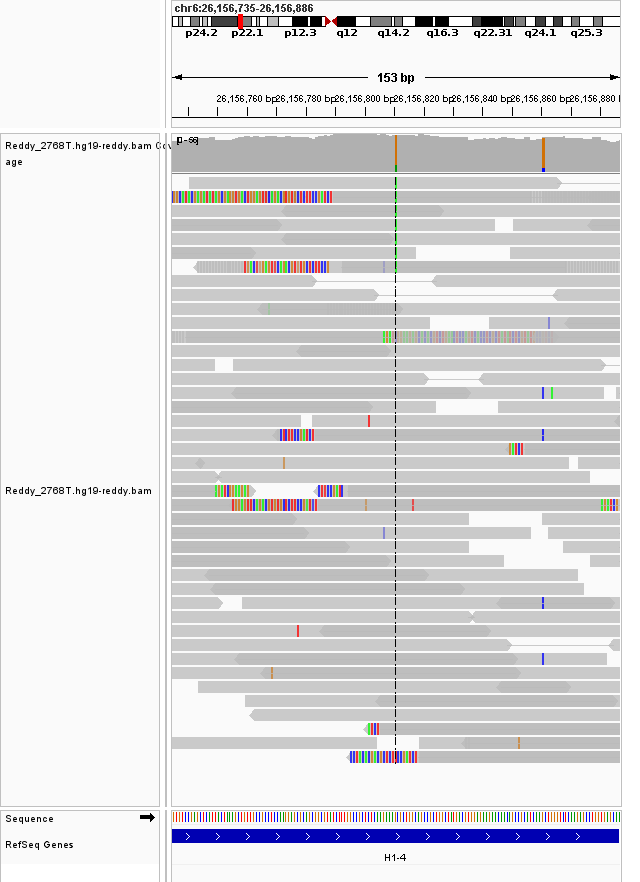 chr6:26,156,735-26,156,886
p24.2 p22.1 p12.3 q12 q14.2 q16.3 q22.31 q24.1 q25.3
153 bp
26,156,760 bp 26,156,780 bp 26,156,800 bp 26,156,820 bp 26,156,840 bp 26,156,860 bp 26,156,880 bp
Reddy_2768T.hg19-reddy.bam Cov
age
Reddy_2768T.hg19-reddy.bam
Sequence
RefSeq Genes
H1-4